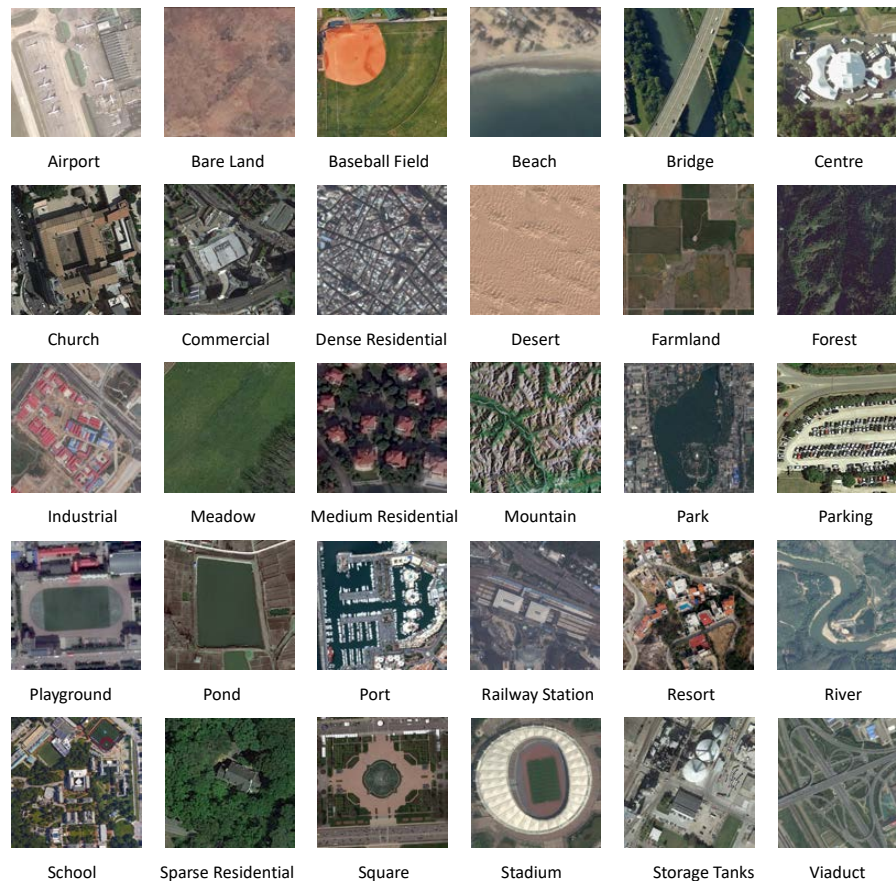 Airport Bare Land Baseball Field Beach Bridge Centre
Church Commercial Dense Residential Desert Farmland Forest
Industrial Meadow Medium Residential Mountain Park Parking
Playground Pond Port Railway Station Resort River
School Sparse Residential Square Stadium Storage Tanks Viaduct